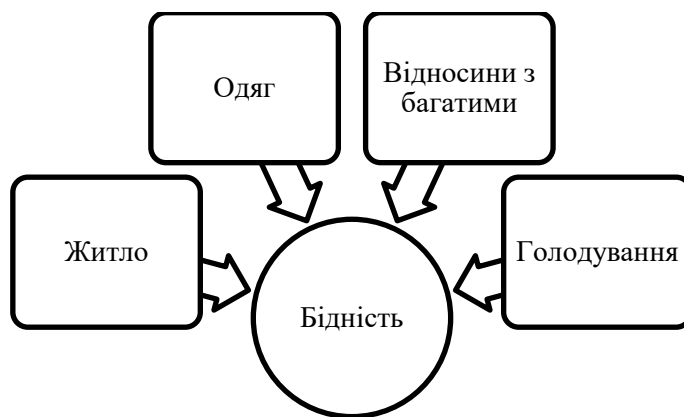 Одяг
Відносини з
багатими
Житло
Голодування
Бідність